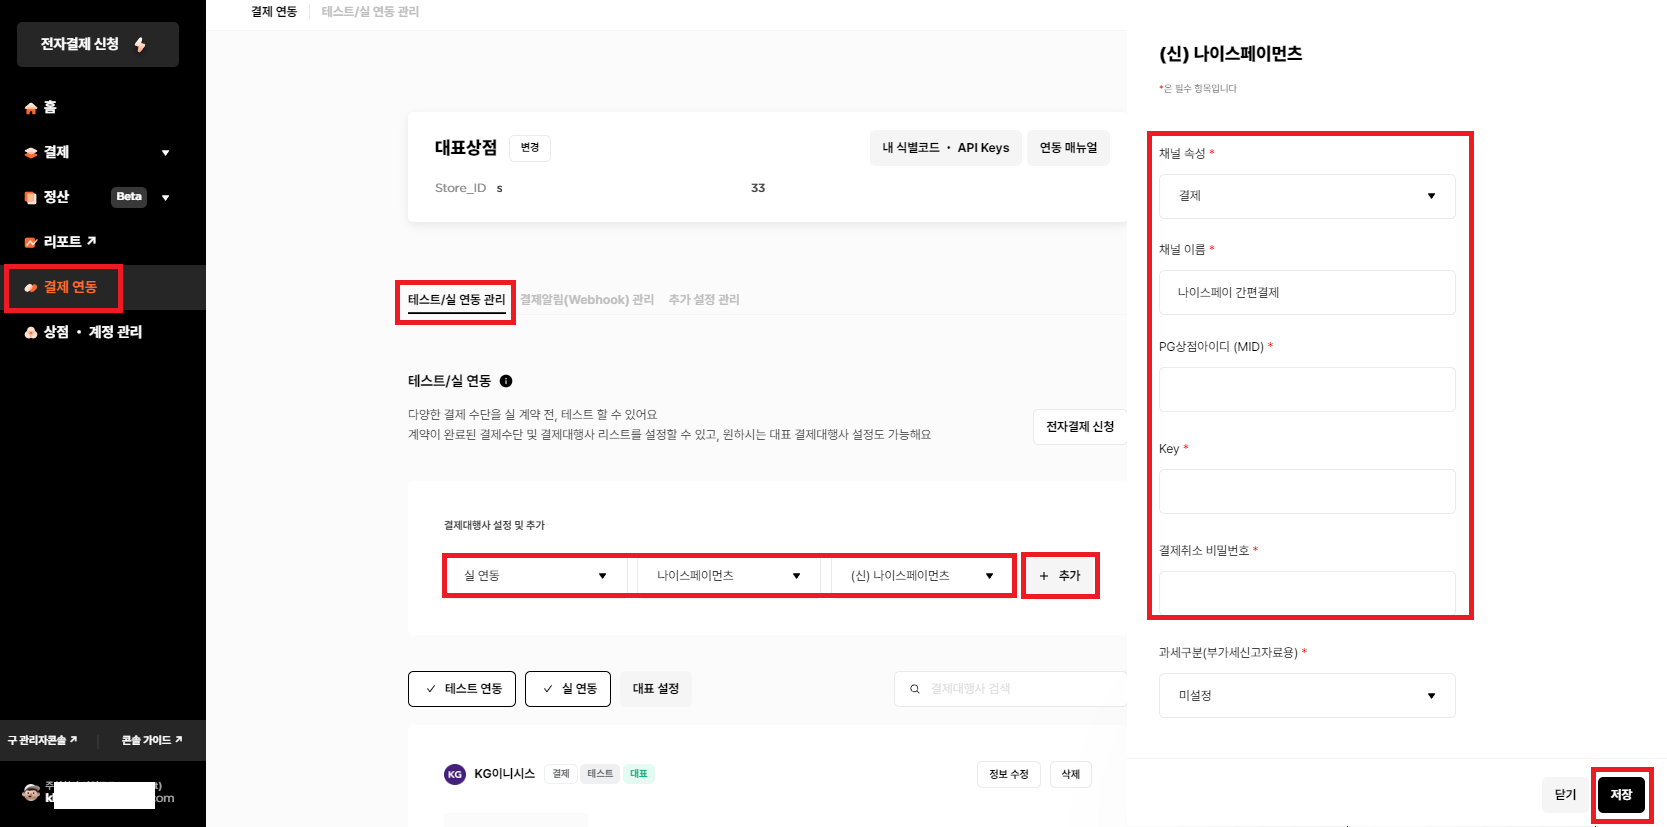 전자결제 신청
홈
결제
정산 Beta
리포트
결제 연동
상점 · 계정 관리
구 관리자콘솔
콘솔 가이드
com
결제 연동
테스트/실 연동 관리
대표상점 변경
내 식별코드 · API Keys
연동 매뉴얼
Store_ID s 33
테스트/실 연동 관리
결제알림(Webhook) 관리
추가 설정 관리
테스트/실 연동
다양한 결제 수단을 실 계약 전, 테스트 할 수 있어요
계약이 완료된 결제수단 및 결제대행사 리스트를 설정할 수 있고, 원하시는 대표 결제대행사 설정도 가능해요
전자결제 신청
결제대행사 설정 및 추가
실 연동
나이스페이먼츠
(신) 나이스페이먼츠
+ 추가
테스트 연동
실 연동
대표 설정
결제대행사 검색
KG KG이니시스 결제 테스트 대표
정보 수정
삭제
(신) 나이스페이먼츠
*은 필수 항목입니다
채널 속성 *
결제
채널 이름 *
나이스페이 간편결제
PG상점아이디 (MID) *
Key *
결제취소 비밀번호 *
과세구분(부가세신고자료용) *
미설정
닫기
저장